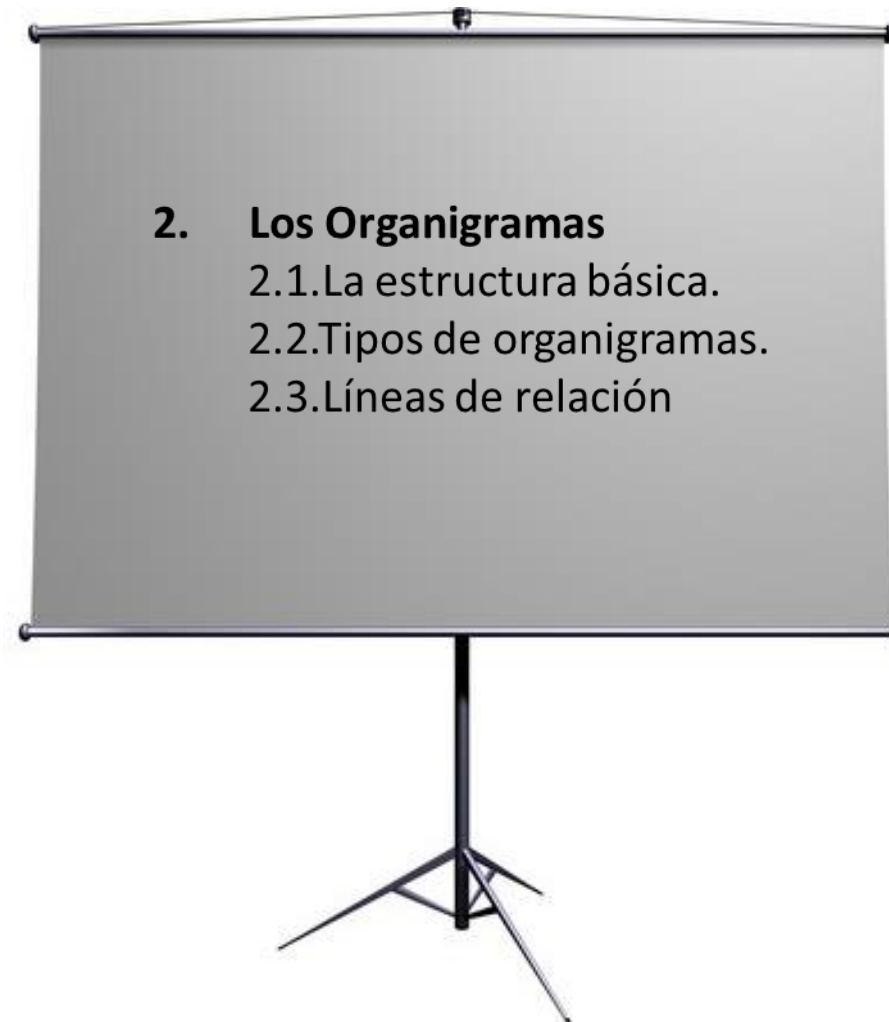 2. Los Organigramas
2.1.La estructura básica.
2.2.Tipos de organigramas.
2.3.Líneas de relación